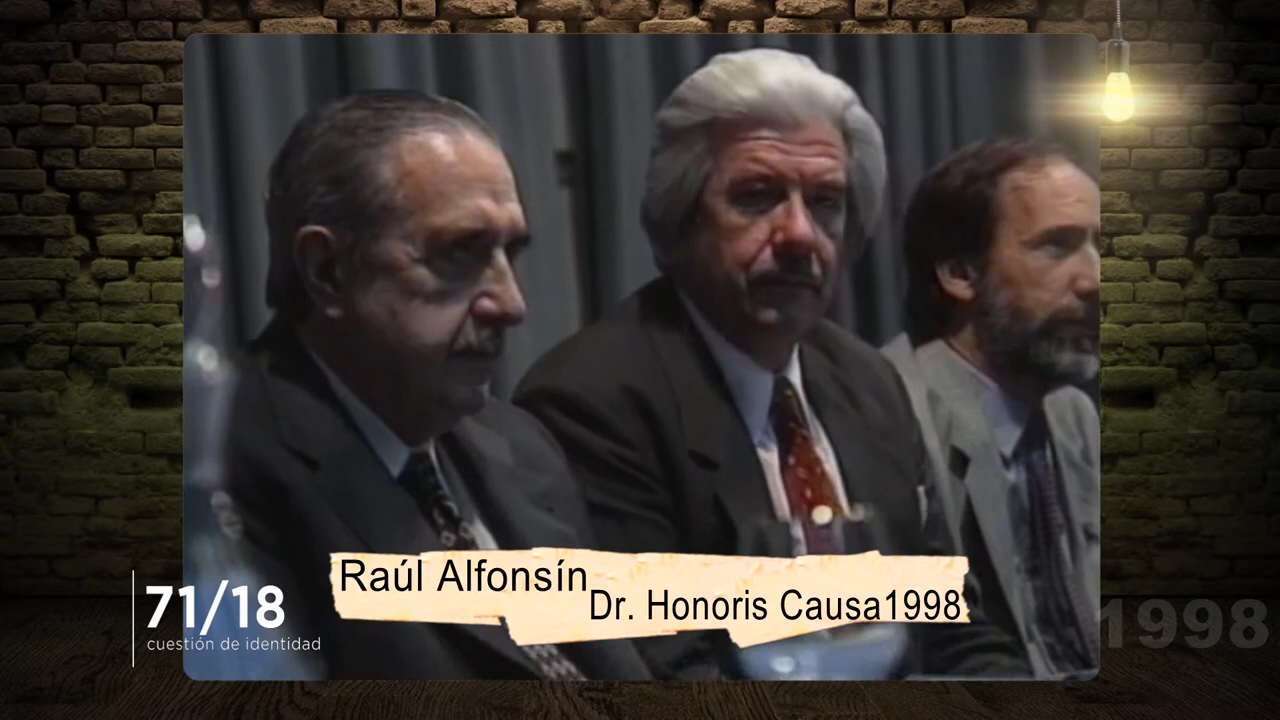 Raúl Alfonsín
Dr. Honoris Causa1998
71/18
cuestión de identidad
1998